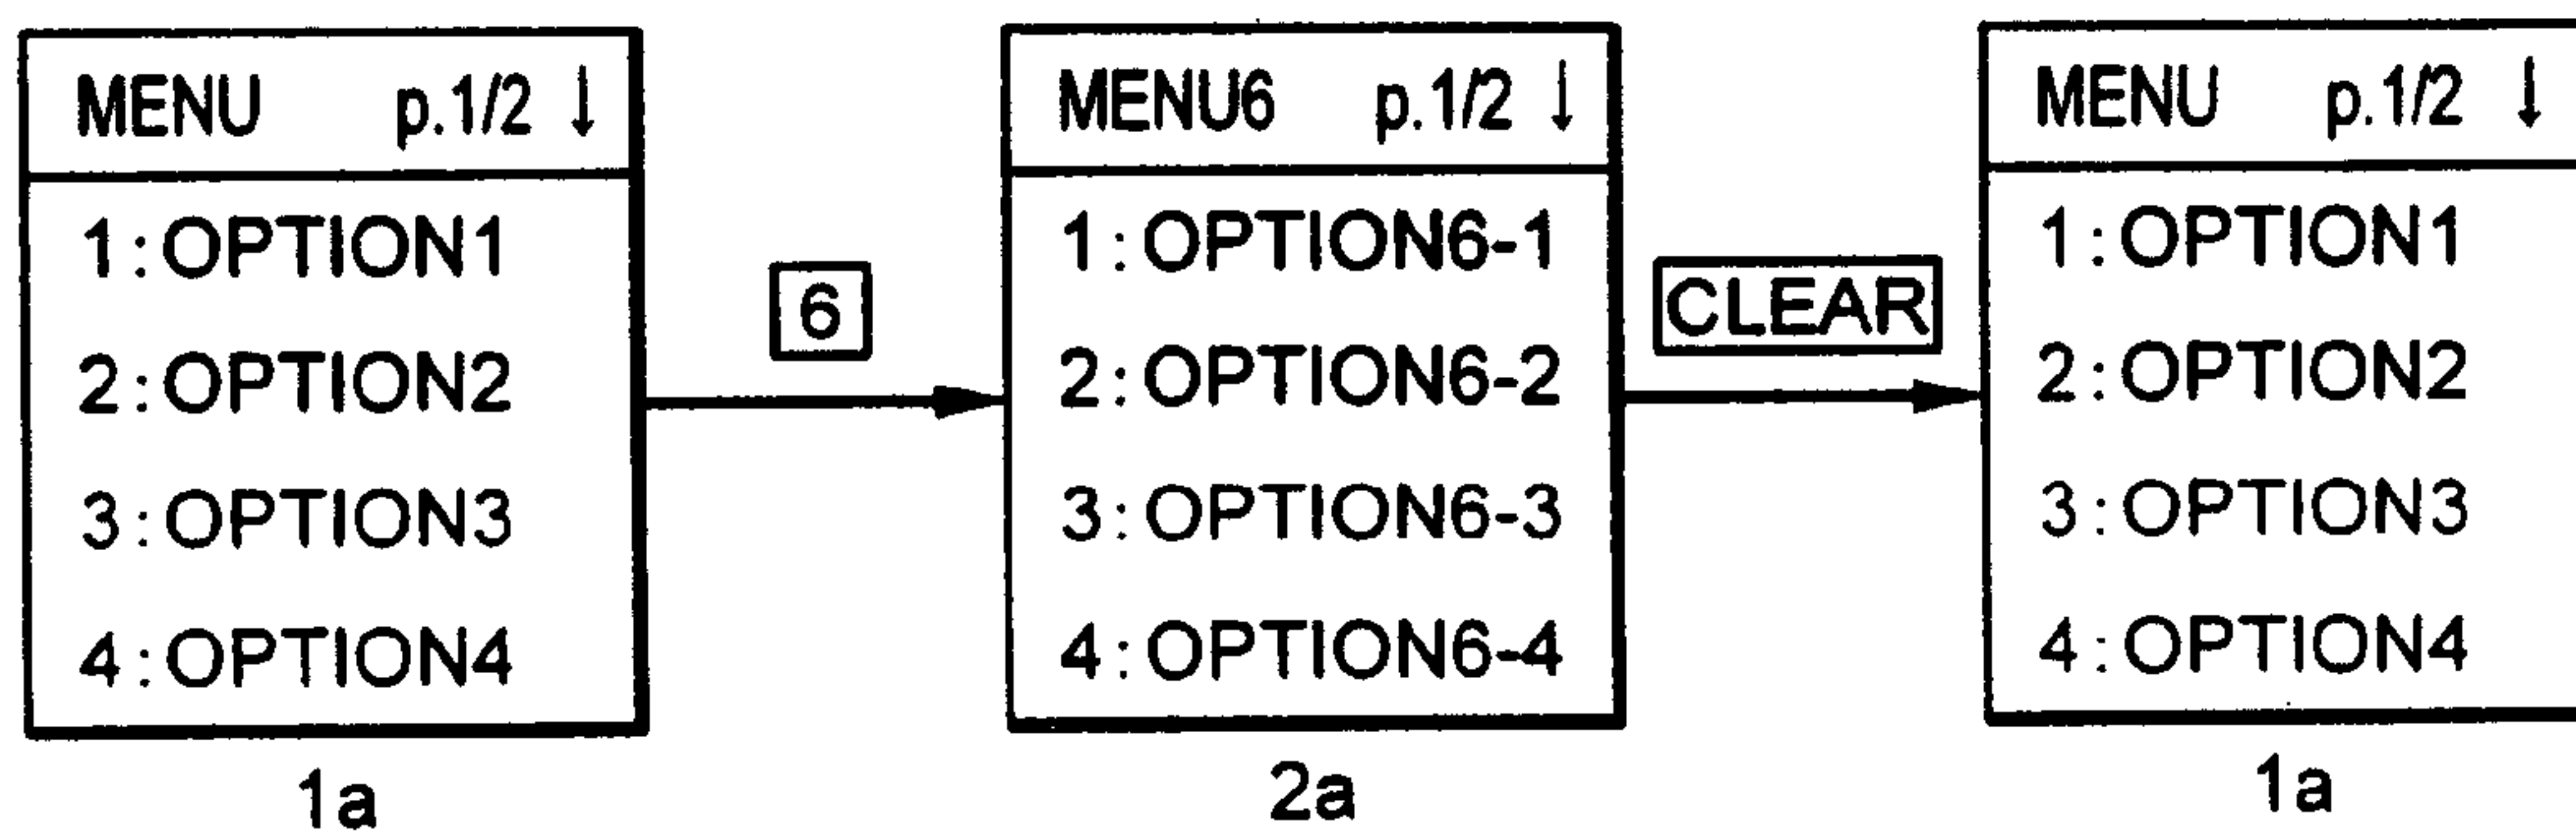 MENU p.1/2 ↓
1:OPTION1
2:OPTION2
3:OPTION3
4:OPTION4
1a
6
MENU6 p.1/2 ↓
1:OPTION6-1
2:OPTION6-2
3:OPTION6-3
4:OPTION6-4
2a
CLEAR
MENU p.1/2 ↓
1:OPTION1
2:OPTION2
3:OPTION3
4:OPTION4
1a